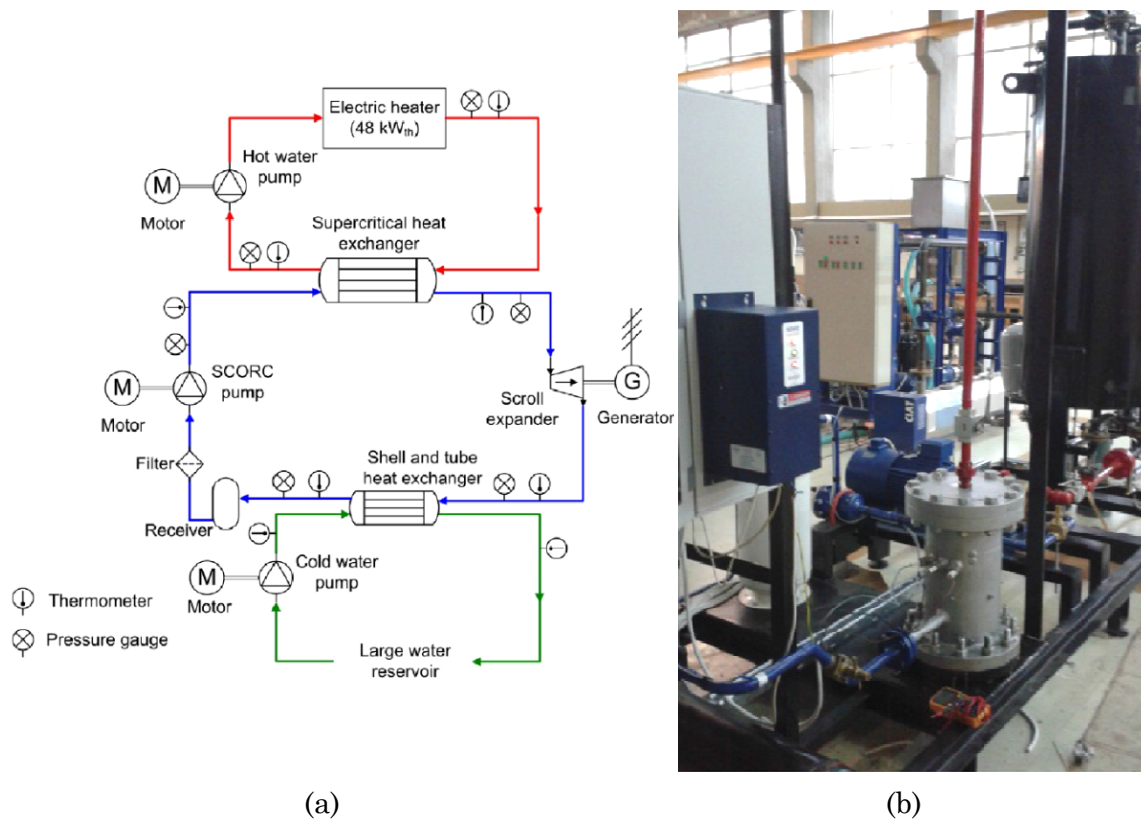 Electric heater
(48 kWth)
Hot water
pump
M
Motor
Supercritical heat
exchanger
M
Motor
SCORC
pump
G
Scroll
expander
Generator
Filter
Shell and tube
heat exchanger
Receiver
M
Motor
Cold water
pump
Thermometer
Pressure gauge
Large water
reservoir
CIAT
(a)
(b)